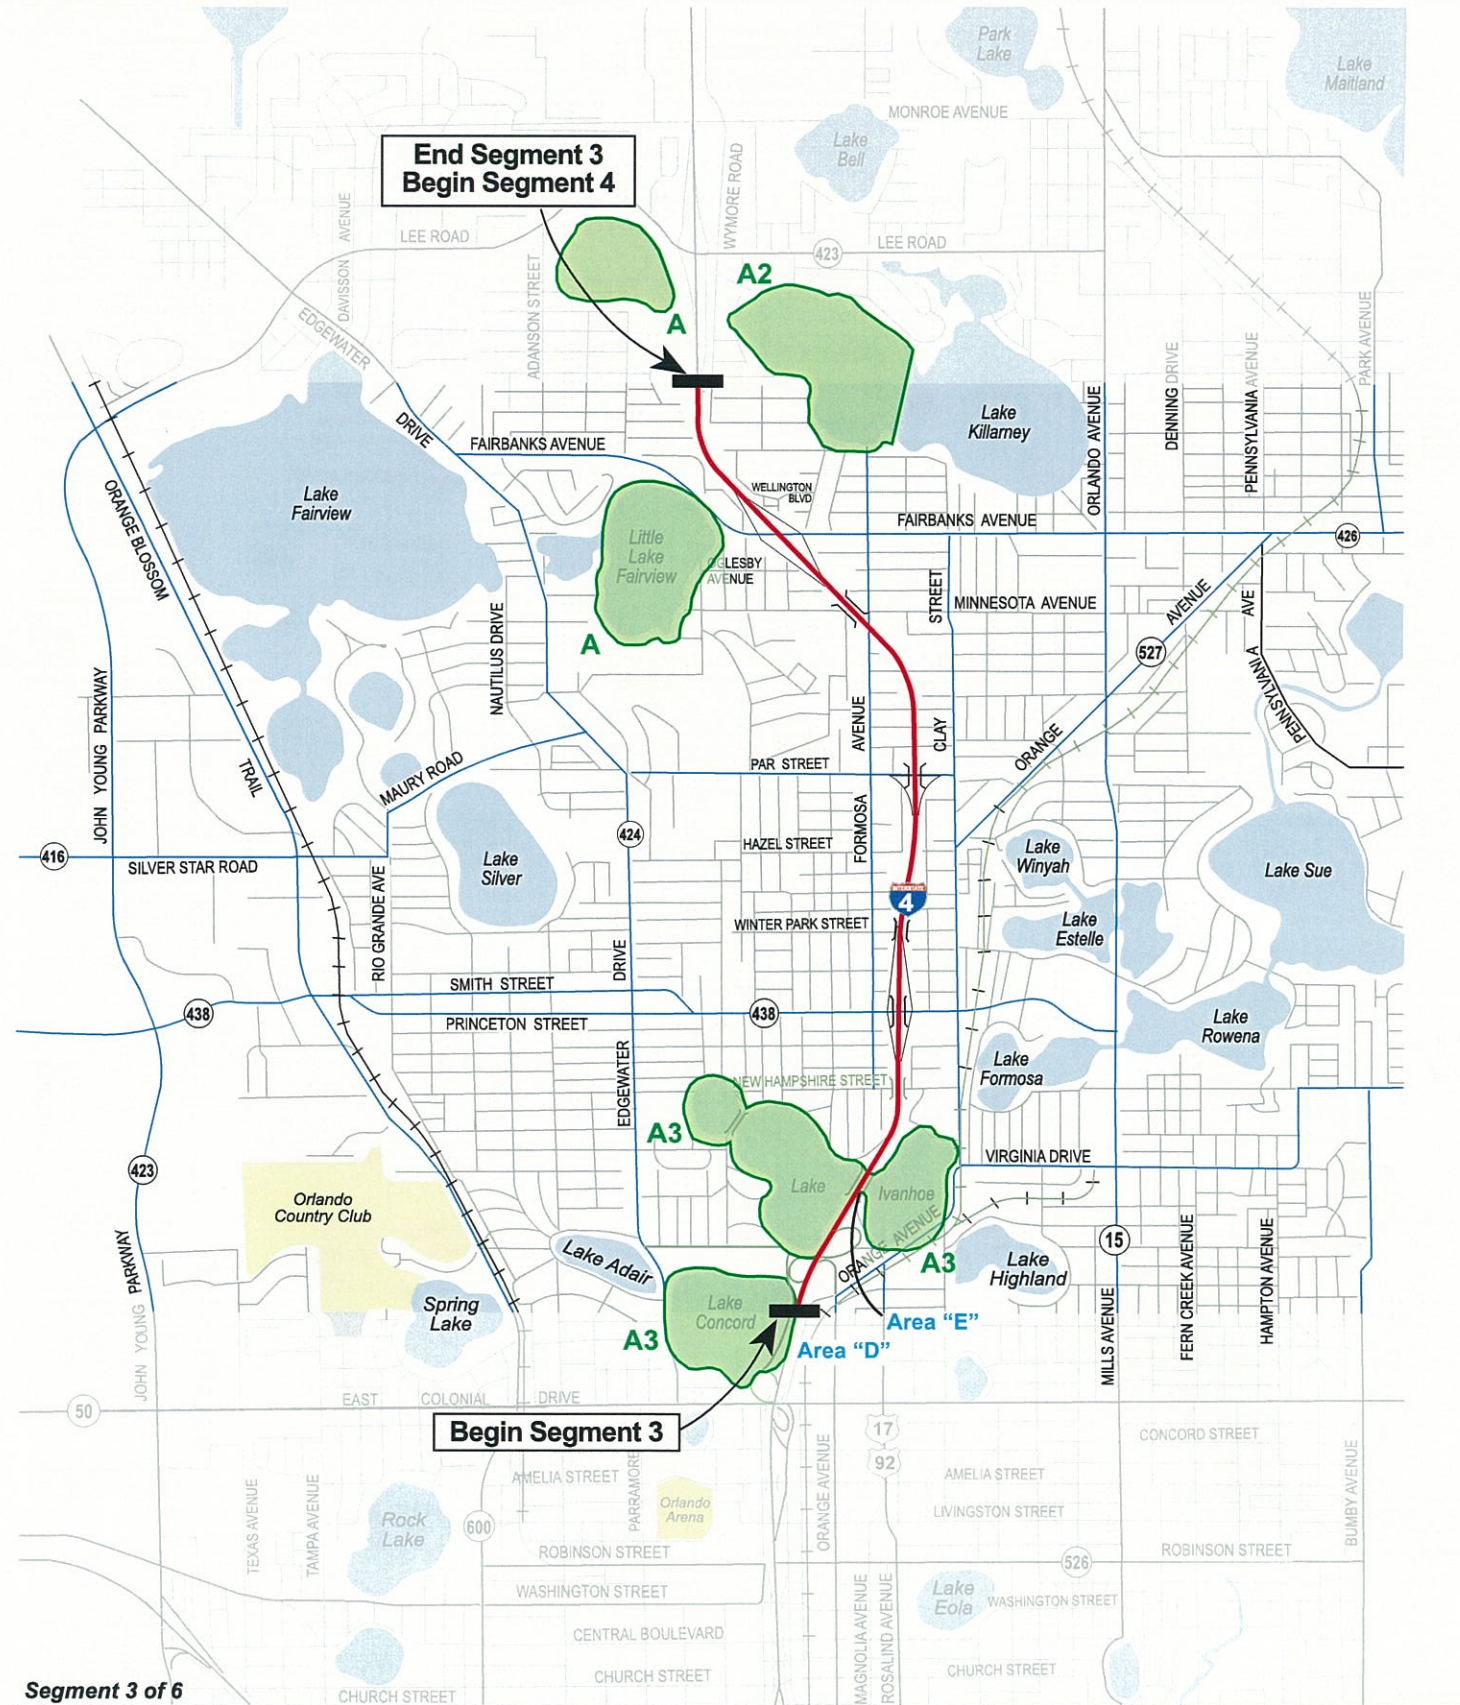 Park
Lake
Lake
Maitland
MONROE AVENUE
Lake
Bell
End Segment 3
Begin Segment 4
WYMORE ROAD
DAVISSON AVENUE
LEE ROAD
LEE ROAD
423
A2
ADANSON STREET
A
EDGEWATER
DRIVE
PARK AVENUE
PENNSYLVANIA AVENUE
DENNING DRIVE
ORLANDO AVENUE
Lake
Killarney
FAIRBANKS AVENUE
Lake
Fairview
WELLINGTON
BLVD
FAIRBANKS AVENUE
426
ORANGE BLOSSOM
TRAIL
Little
Lake
Fairview
OGLESBY
AVENUE
STREET
MINNESOTA AVENUE
AVENUE
AVE
A
527
NAUTILUS DRIVE
PENNSYLVANIA
JOHN YOUNG PARKWAY
AVENUE
CLAY
ORANGE
PAR STREET
MAURY ROAD
FORMOSA
424
HAZEL STREET
Lake
Winyah
416
SILVER STAR ROAD
Lake
Silver
Lake Sue
INTERSTATE
4
RIO GRANDE AVE
WINTER PARK STREET
Lake
Estelle
DRIVE
SMITH STREET
438
PRINCETON STREET
438
Lake
Rowena
EDGEWATER
Lake
Formosa
NEW HAMPSHIRE STREET
A3
VIRGINIA DRIVE
423
Lake
Ivanhoe
Orlando
Country Club
ORANGE AVENUE
A3
Lake Adair
Lake
Highland
15
FERN CREEK AVENUE
HAMPTON AVENUE
JOHN YOUNG PARKWAY
Spring
Lake
Lake
Concord
A3
Area “E”
Area “D”
MILLS AVENUE
50
EAST COLONIAL DRIVE
Begin Segment 3
17
92
CONCORD STREET
AMELIA STREET
AMELIA STREET
PARRAMORE
ORANGE AVENUE
BUMBY AVENUE
TEXAS AVENUE
TAMPA AVENUE
Rock
Lake
600
Orlando
Arena
LIVINGSTON STREET
ROBINSON STREET
526
ROBINSON STREET
WASHINGTON STREET
MAGNOLIA AVENUE
ROSALIND AVENUE
Lake
Eola
WASHINGTON STREET
CENTRAL BOULEVARD
CHURCH STREET
CHURCH STREET
CHURCH STREET
Segment 3 of 6